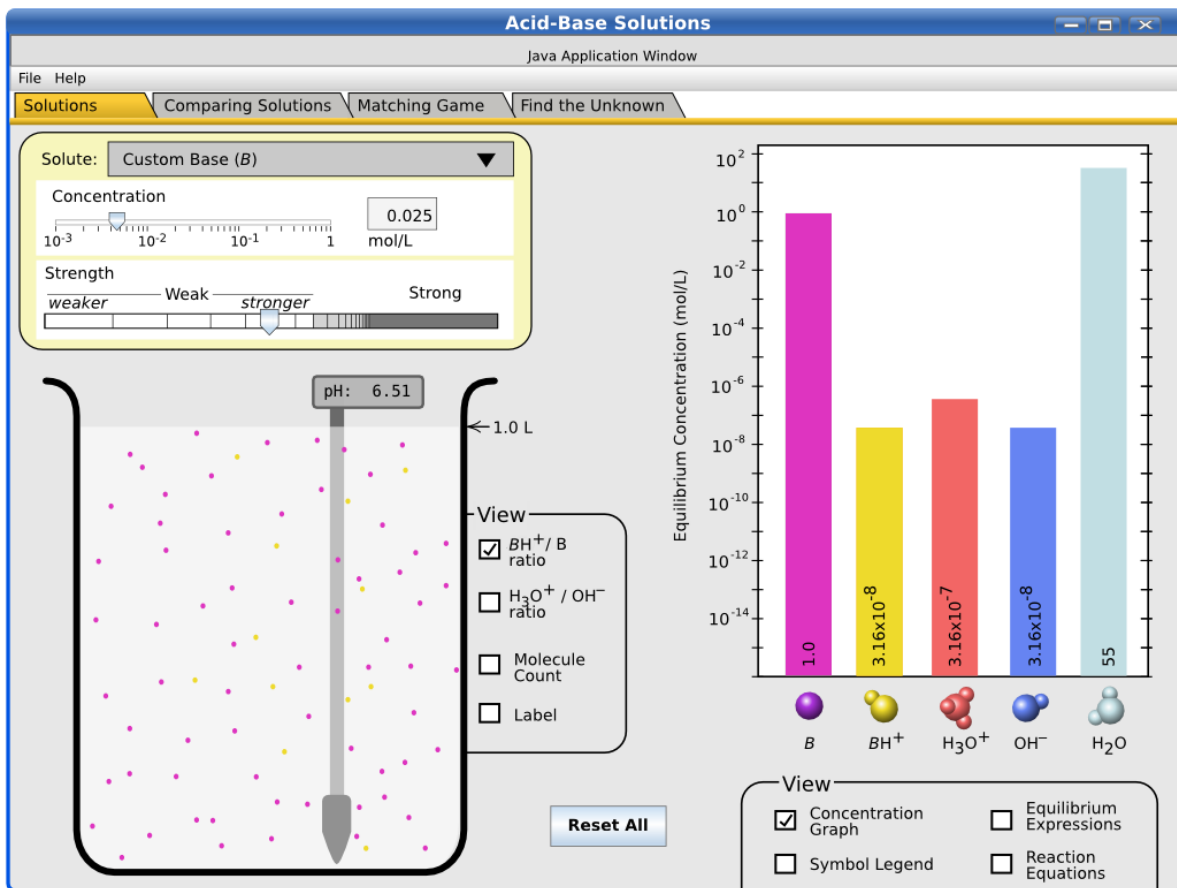 Acid-Base Solutions
Java Application Window
File Help
Solutions
Comparing Solutions
Matching Game
Find the Unknown
Solute: Custom Base (B)
Concentration
0.025
mol/L
10⁻³ 10⁻² 10⁻¹ 1
Strength
weaker Weak stronger Strong
pH: 6.51
1.0 L
View
BH⁺/ B
ratio
H₃O⁺ / OH⁻
ratio
Molecule
Count
Label
Reset All
Equilibrium Concentration (mol/L)
10²
10⁰
10⁻²
10⁻⁴
10⁻⁶
10⁻⁸
10⁻¹⁰
10⁻¹²
10⁻¹⁴
1.0
3.16x10⁻⁸
3.16x10⁻⁷
3.16x10⁻⁸
55
B BH⁺ H₃O⁺ OH⁻ H₂O
View
Concentration
Graph
Equilibrium
Expressions
Symbol Legend
Reaction
Equations